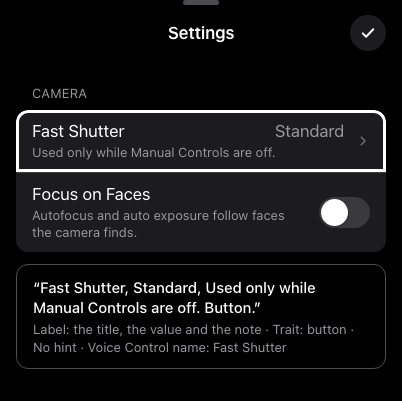 Settings
CAMERA
Fast Shutter Standard
Used only while Manual Controls are off.
Focus on Faces
Autofocus and auto exposure follow faces
the camera finds.
“Fast Shutter, Standard, Used only while
Manual Controls are off. Button.”
Label: the title, the value and the note · Trait: button ·
No hint · Voice Control name: Fast Shutter